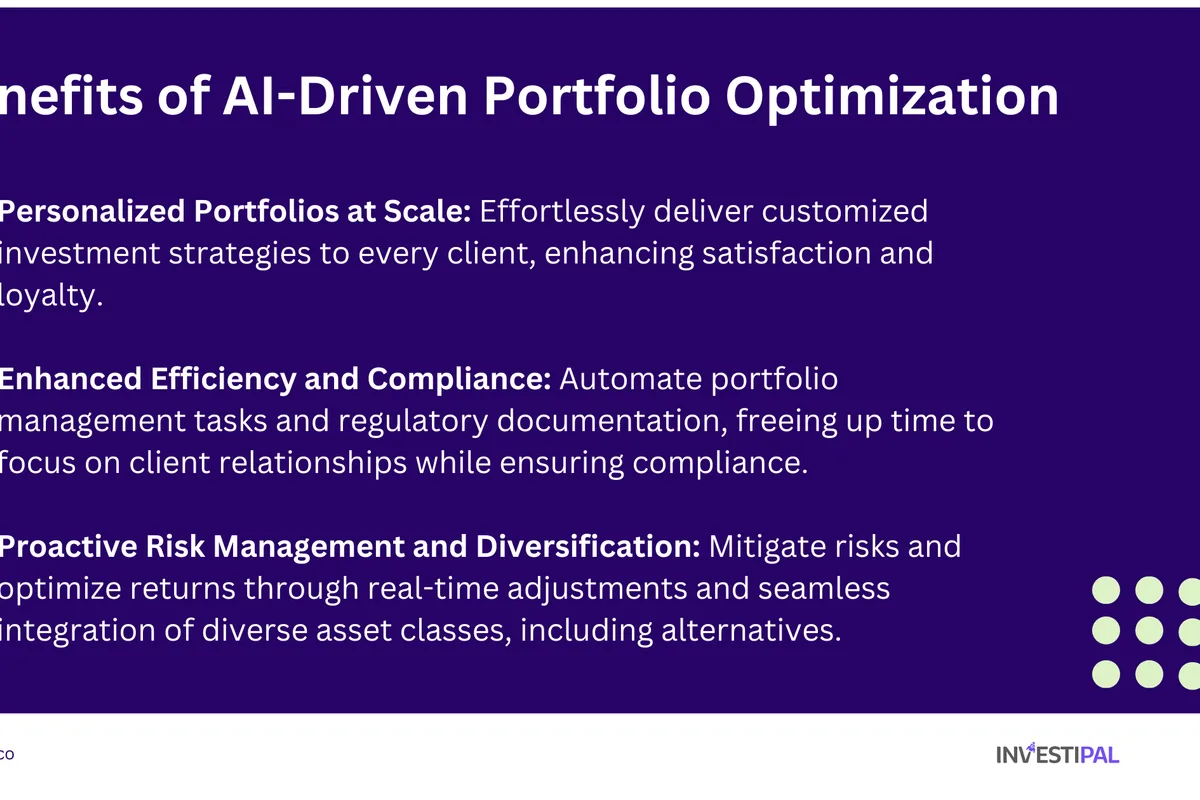 nefits of AI-Driven Portfolio Optimization
Personalized Portfolios at Scale: Effortlessly deliver customized
investment strategies to every client, enhancing satisfaction and
loyalty.
Enhanced Efficiency and Compliance: Automate portfolio
management tasks and regulatory documentation, freeing up time to
focus on client relationships while ensuring compliance.
Proactive Risk Management and Diversification: Mitigate risks and
optimize returns through real-time adjustments and seamless
integration of diverse asset classes, including alternatives.
co
INVESTIPAL